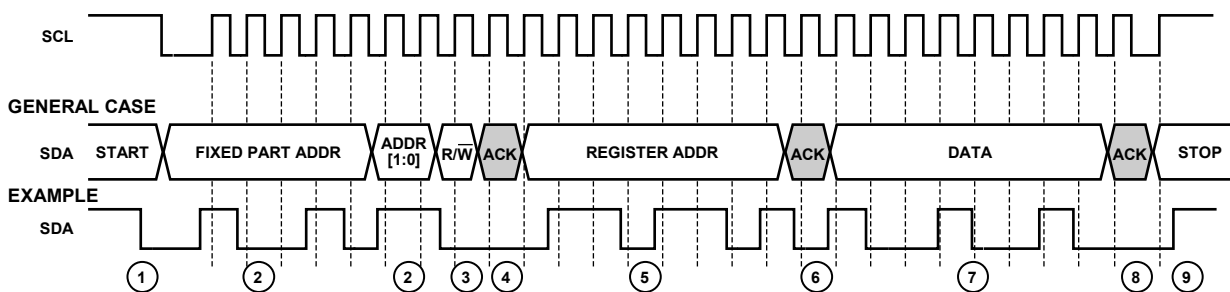 SCL
GENERAL CASE
SDA START FIXED PART ADDR ADDR [1:0] R/W̅ ACK REGISTER ADDR ACK DATA ACK STOP
EXAMPLE
SDA
1 2 2 3 4 5 6 7 8 9